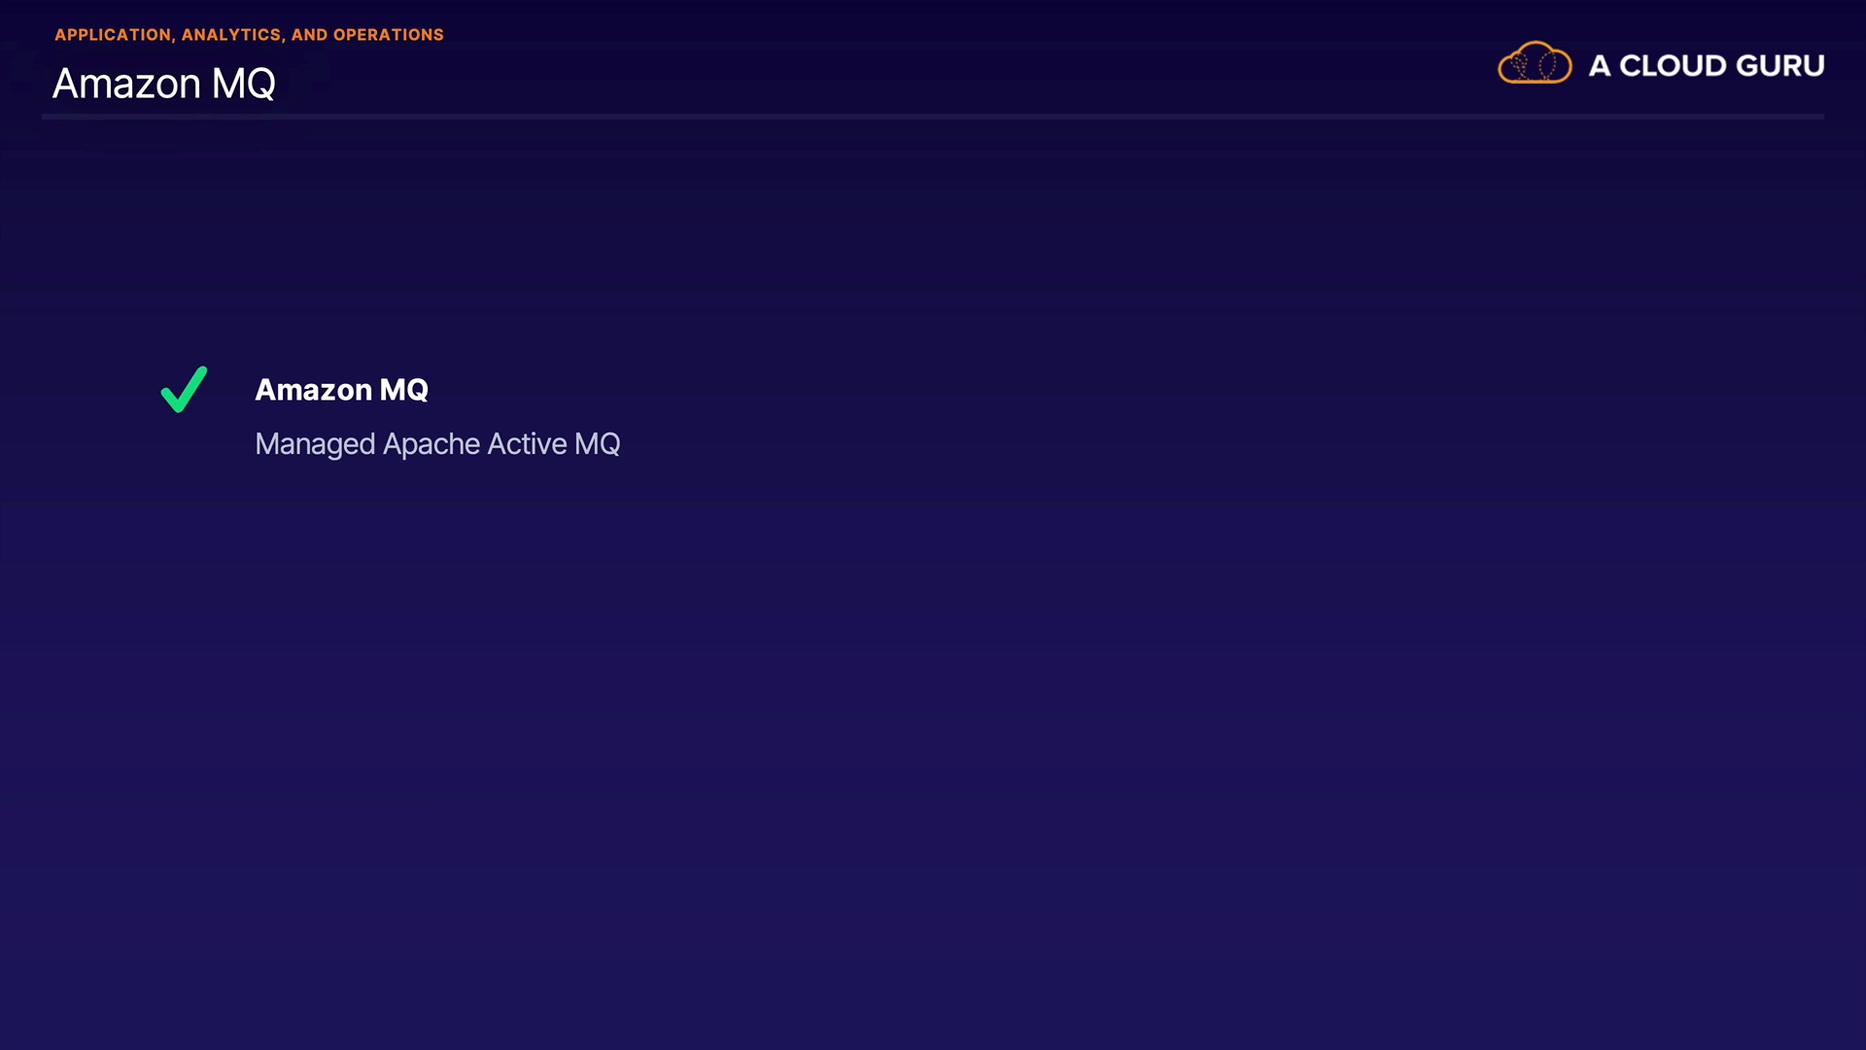 APPLICATION, ANALYTICS, AND OPERATIONS
Amazon MQ
A CLOUD GURU
Amazon MQ
Managed Apache Active MQ